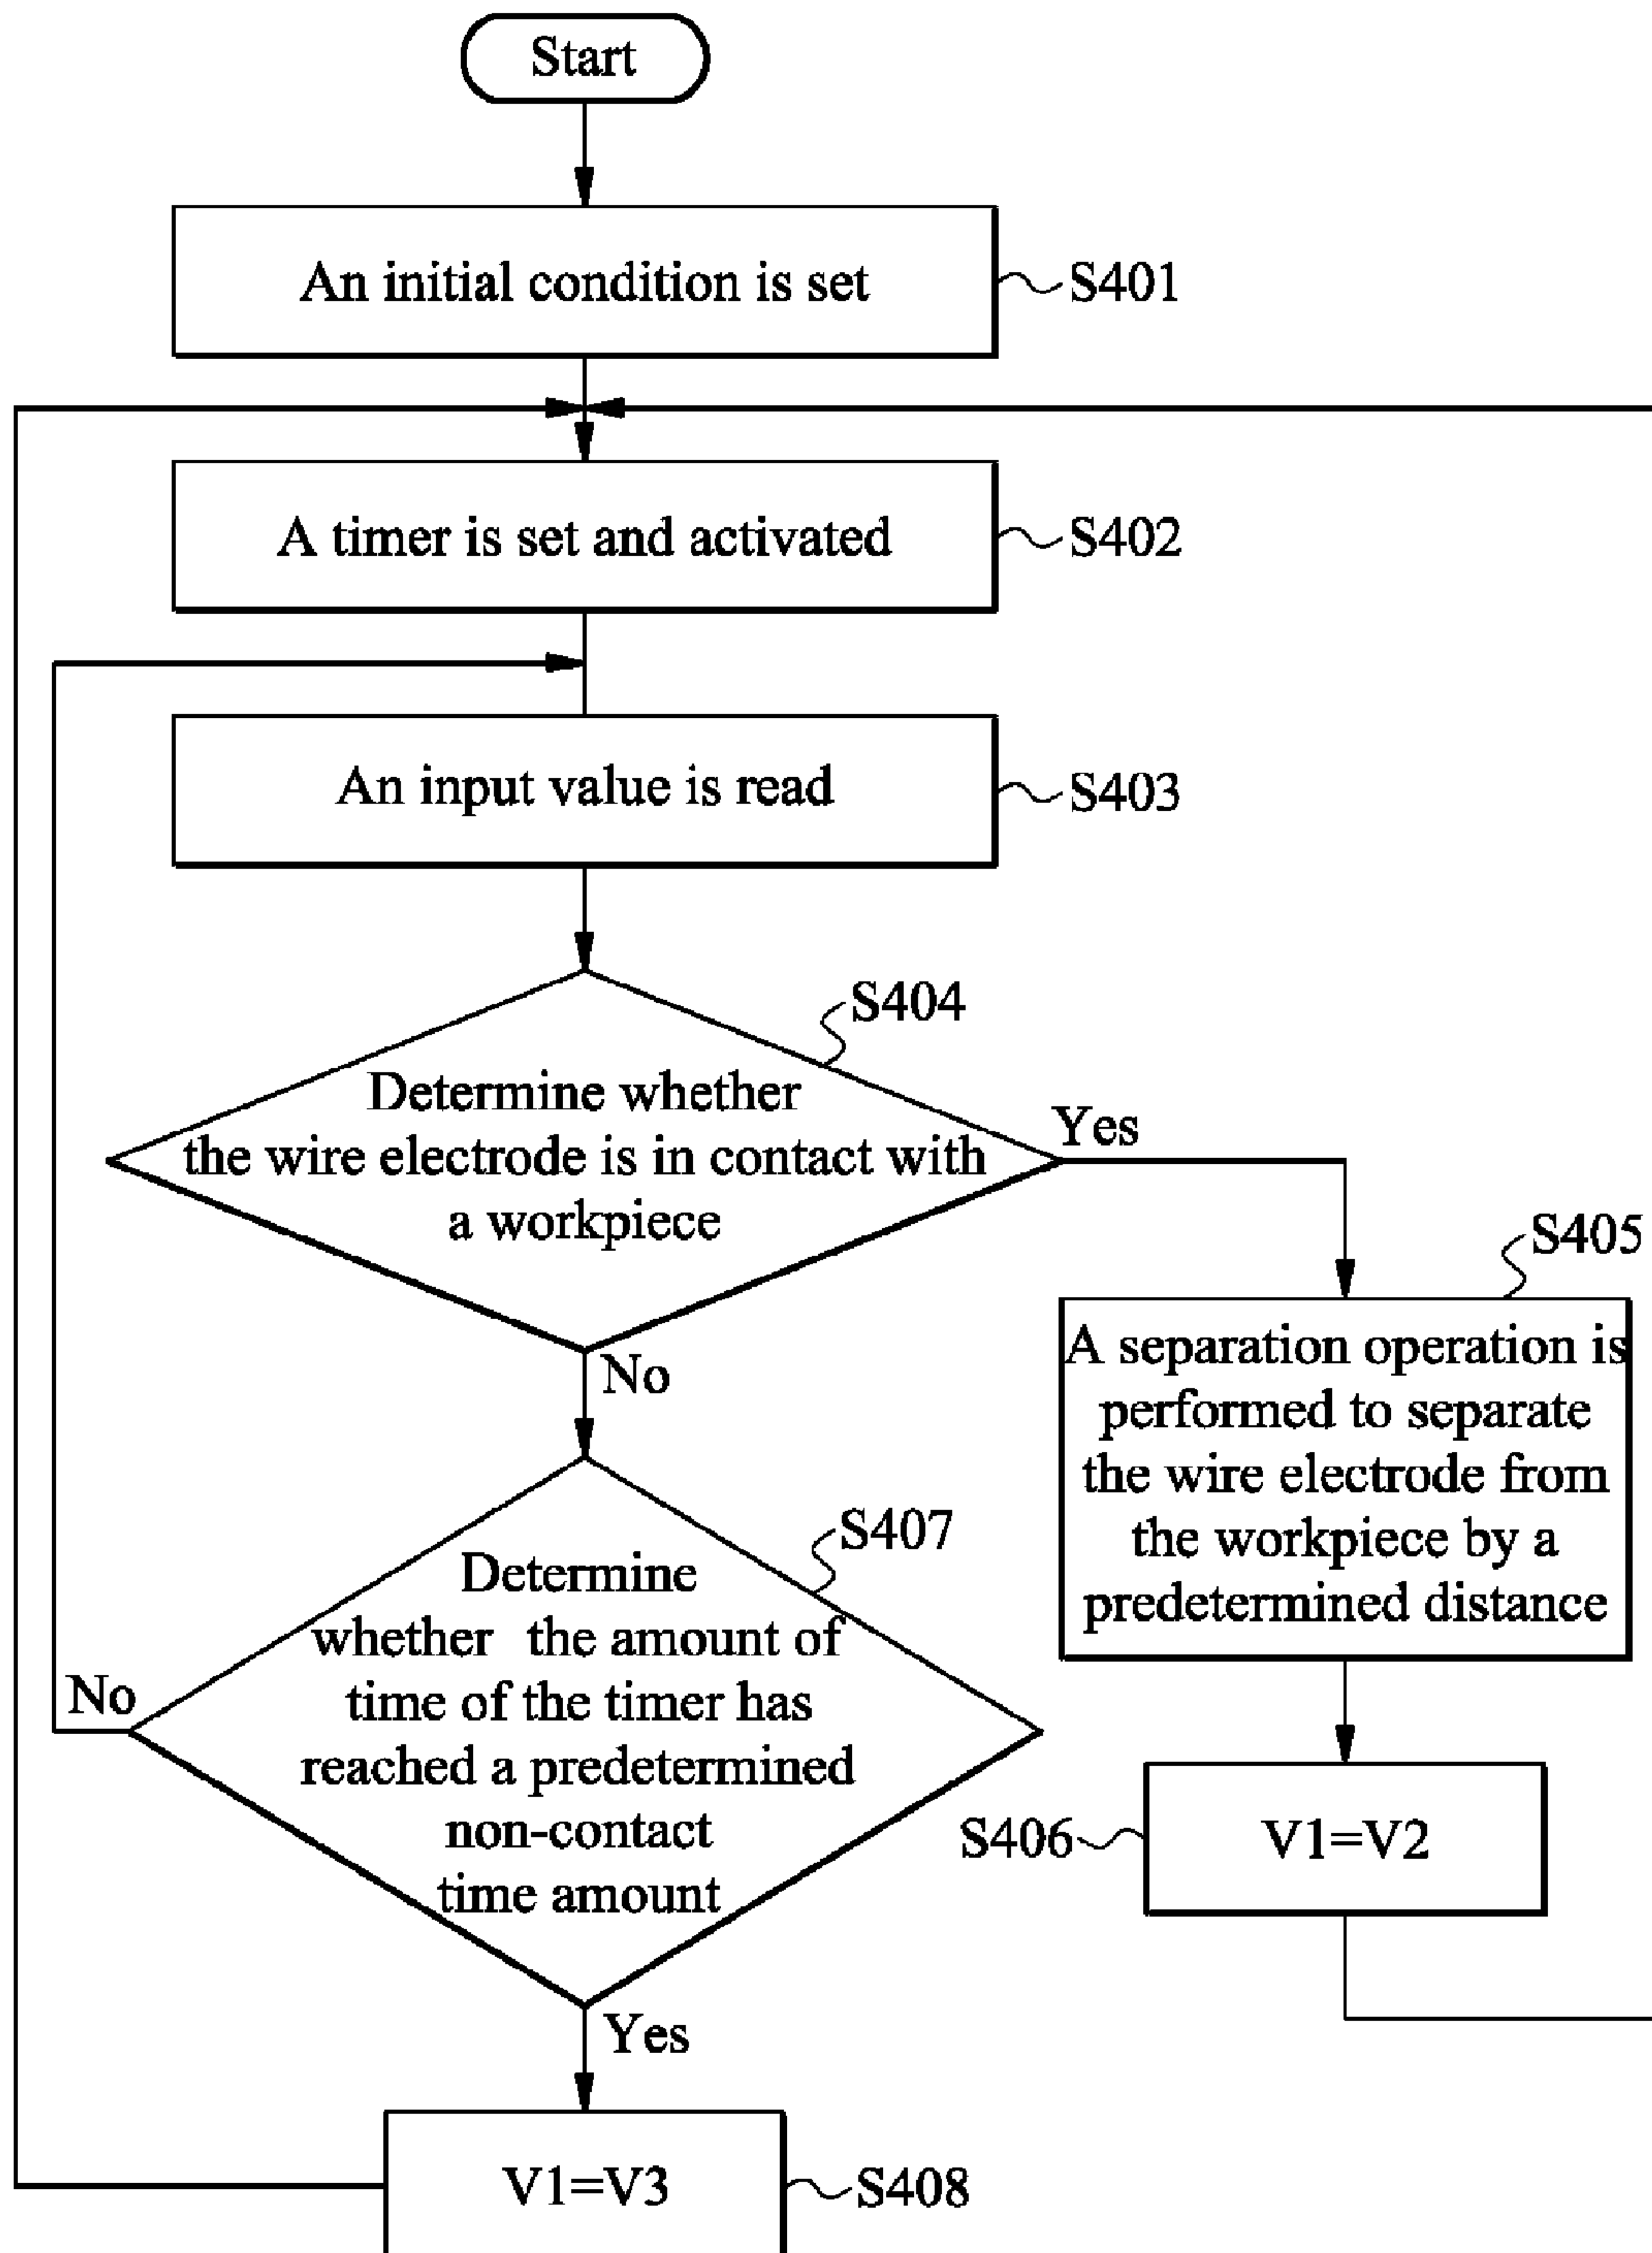 Start
An initial condition is set
S401
A timer is set and activated
S402
An input value is read
S403
S404
Determine whether
the wire electrode is in contact with
a workpiece
Yes
No
S405
A separation operation is
performed to separate
the wire electrode from
the workpiece by a
predetermined distance
S407
Determine
whether the amount of
time of the timer has
reached a predetermined
non-contact
time amount
No
Yes
S406
V1=V2
V1=V3
S408